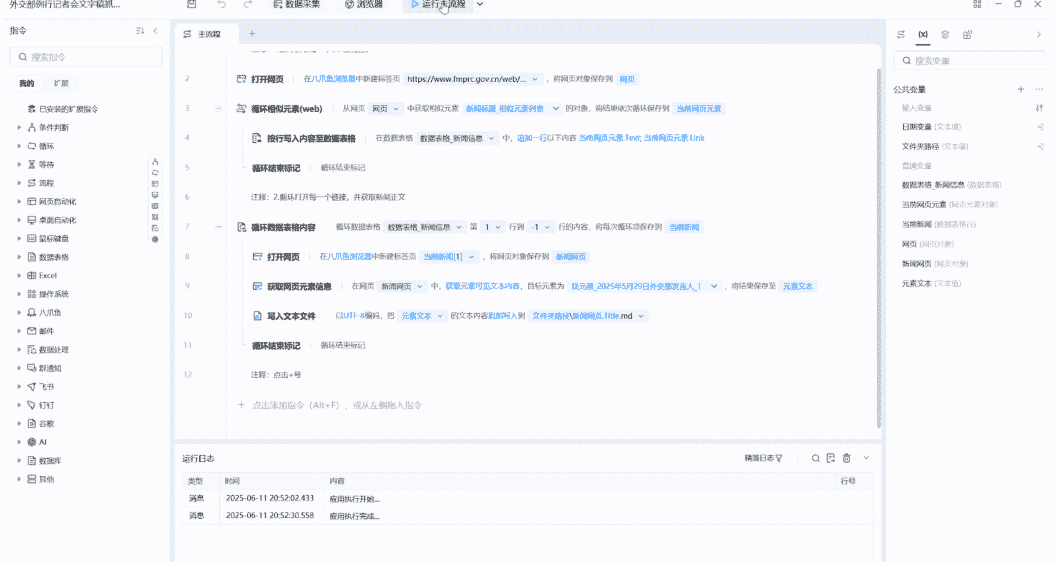 外交部例行记者会文字稿抓...
数据采集 浏览器 运行主流程
指令
搜索指令
我的 扩展
已安装的扩展指令
条件判断
循环
等待
流程
网页自动化
桌面自动化
鼠标键盘
数据表格
Excel
操作系统
八爪鱼
邮件
数据处理
群通知
飞书
钉钉
谷歌
AI
数据库
其他
主流程
2 打开网页 在八爪鱼浏览器中新建标签页 https://www.fmprc.gov.cn/web/... ，将网页对象保存到 网页
3 循环相似元素(web) 从网页 网页 中获取相似元素 新闻标题_相似元素列表 的对象，将结果依次循环保存到 当前网页元素
4 按行写入内容至数据表格 在数据表格 数据表格_新闻信息 中，追加一行以下内容 当前网页元素.Text; 当前网页元素.Link
5 循环结束标记 循环结束标记
6 注释：2.循环打开每一个链接，并获取新闻正文
7 循环数据表格内容 循环数据表格 数据表格_新闻信息 第 1 行到 -1 行的内容，将每次循环项保存到 当前新闻
8 打开网页 在八爪鱼浏览器中新建标签页 当前新闻[1] ，将网页对象保存到 新闻网页
9 获取网页元素信息 在网页 新闻网页 中，获取元素可见文本内容，目标元素为 块元素_2025年5月29日外交部发言人_1 ，将结果保存至 元素文本
10 写入文本文件 以UTF-8编码，把 元素文本 的文本内容追加写入到 文件夹路径\新闻网页.Title.md
11 循环结束标记 循环结束标记
12 注释：点击+号
+ 点击添加指令（Alt+F），或从左侧拖入指令
运行日志 精简日志
类型 时间 内容 行号
消息 2025-06-11 20:52:02.433 应用执行开始...
消息 2025-06-11 20:52:30.558 应用执行完成...
(x)
搜索变量
公共变量
输入变量
日期变量 (文本值)
文件夹路径 (文本值)
普通变量
数据表格_新闻信息 (数据表格)
当前网页元素 (网页元素对象)
当前新闻 (数据表格行)
网页 (网页对象)
新闻网页 (网页对象)
元素文本 (文本值)